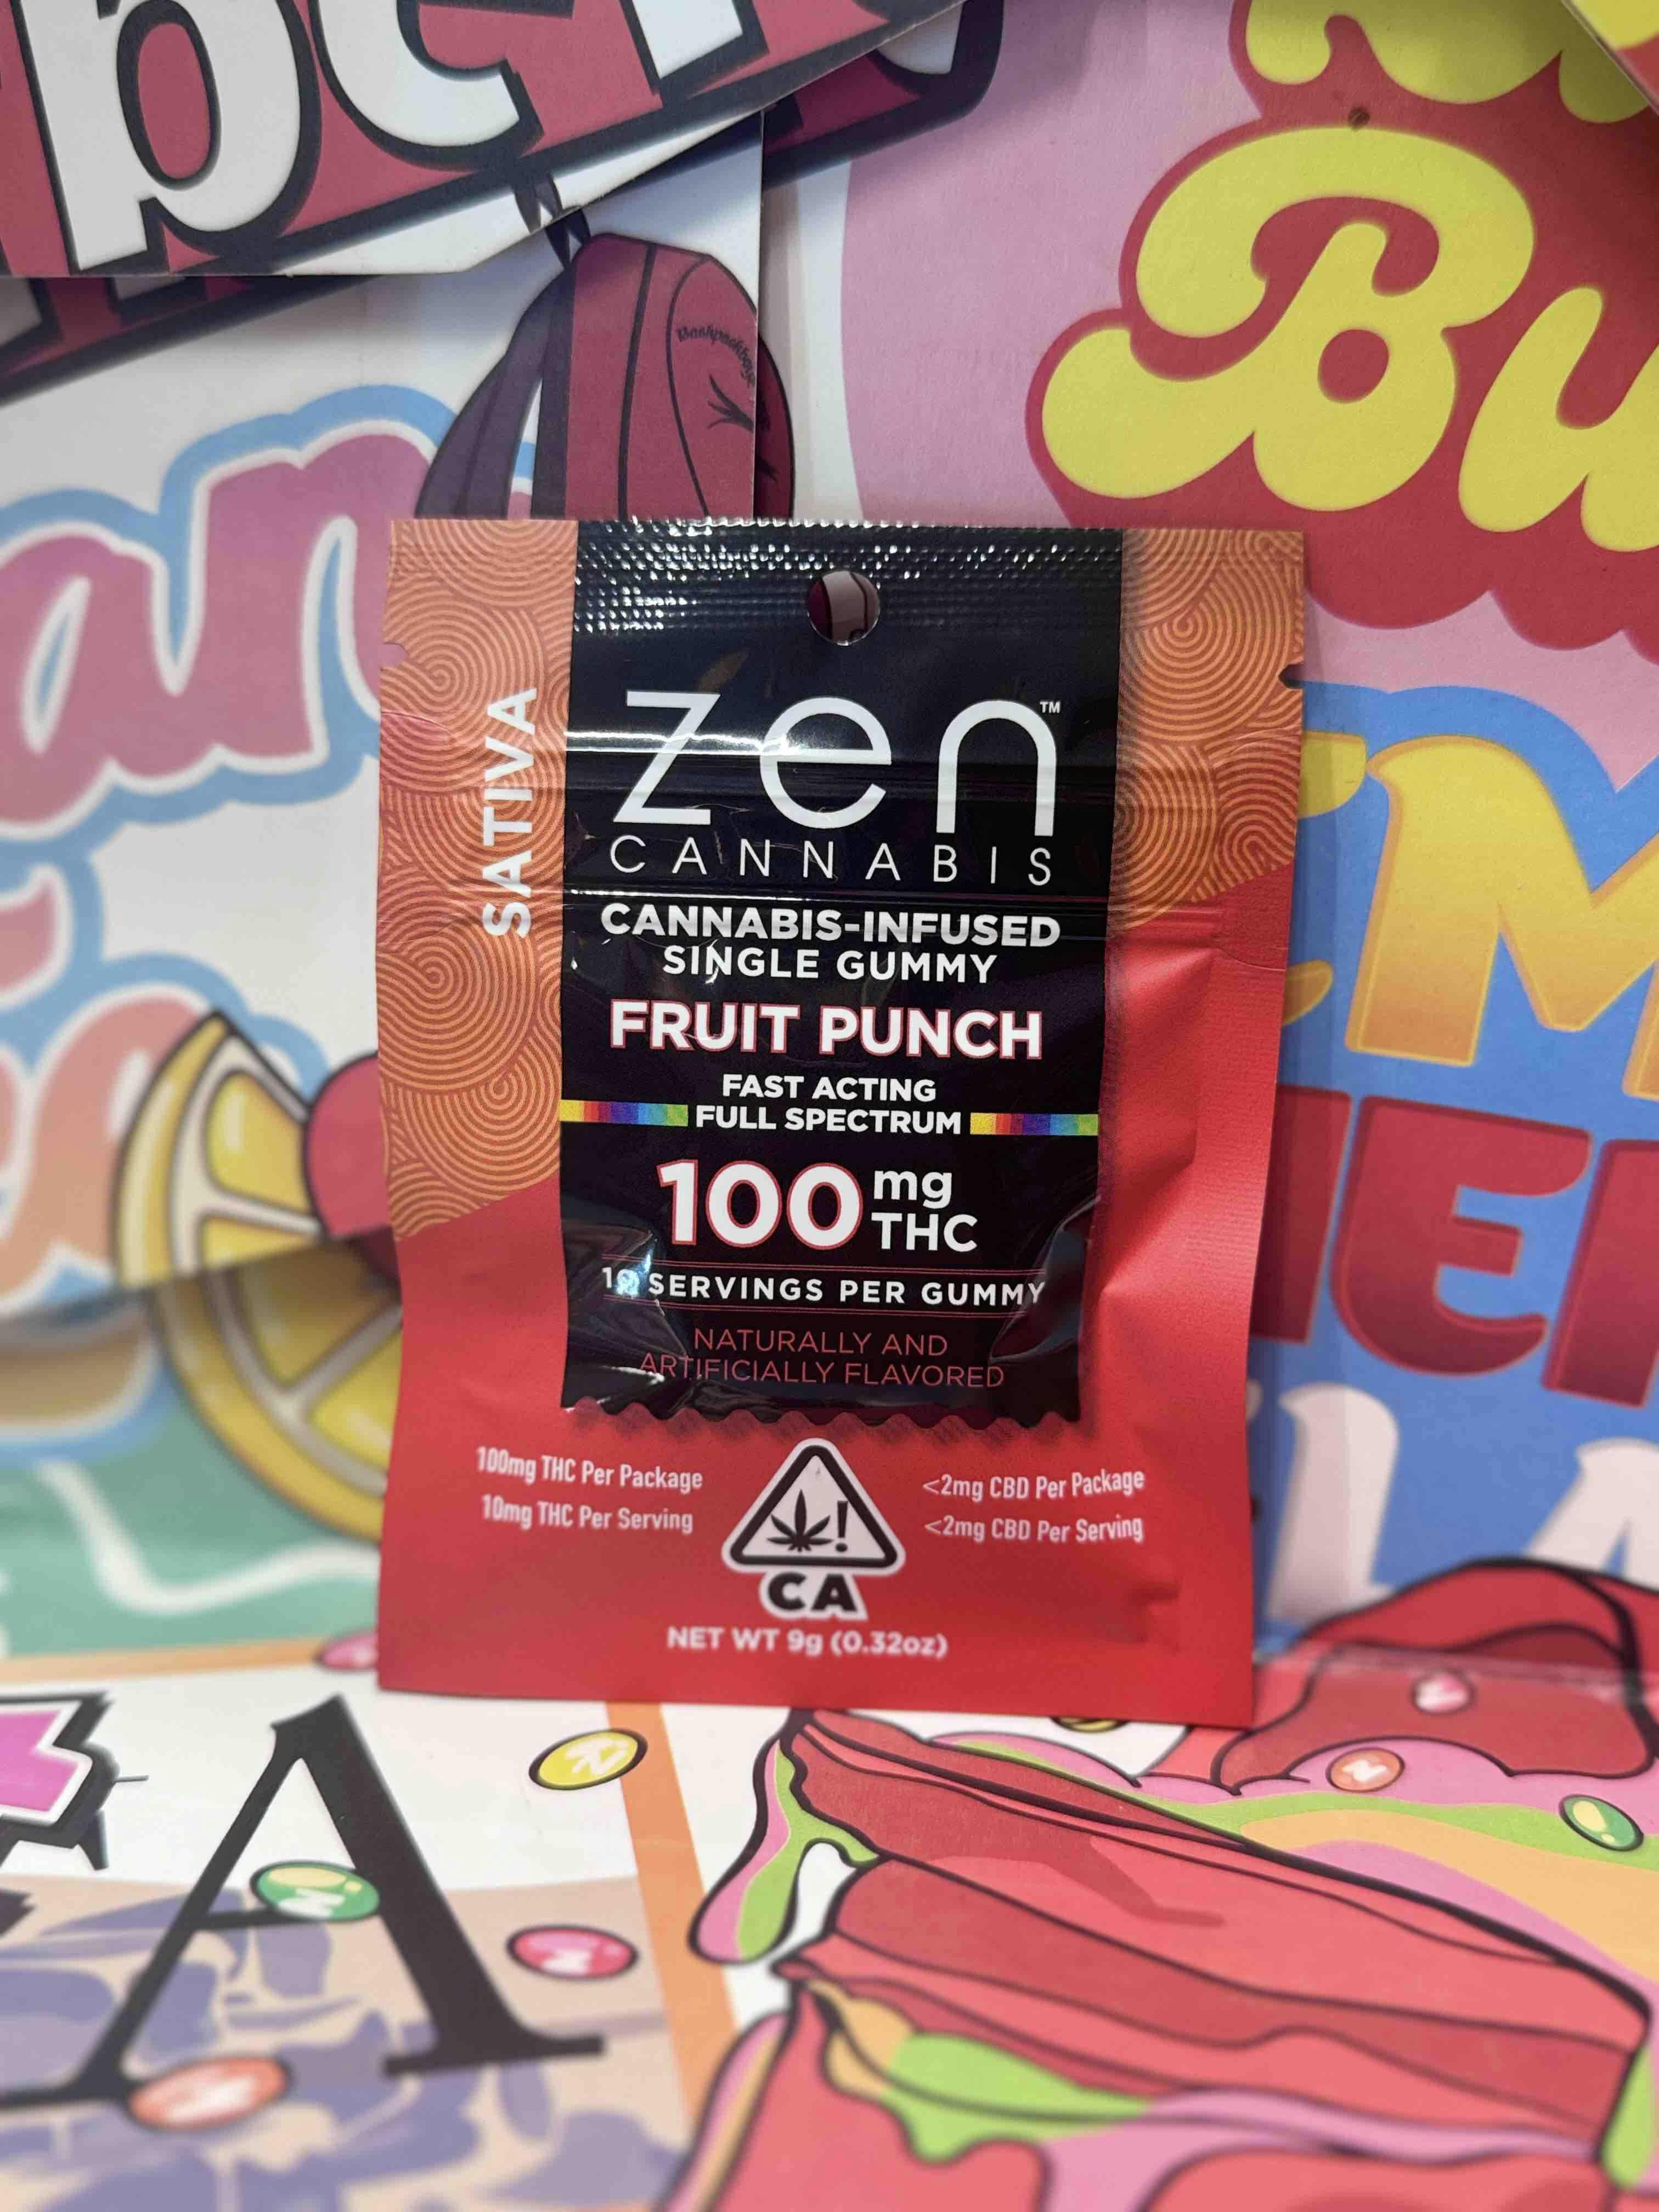 SATIVA
zen™
CANNABIS
CANNABIS-INFUSED
SINGLE GUMMY
FRUIT PUNCH
FAST ACTING
FULL SPECTRUM
100 mg
THC
10 SERVINGS PER GUMMY
NATURALLY AND
ARTIFICIALLY FLAVORED
100mg THC Per Package
10mg THC Per Serving
<2mg CBD Per Package
<2mg CBD Per Serving
!
CA
NET WT 9g (0.32oz)
A